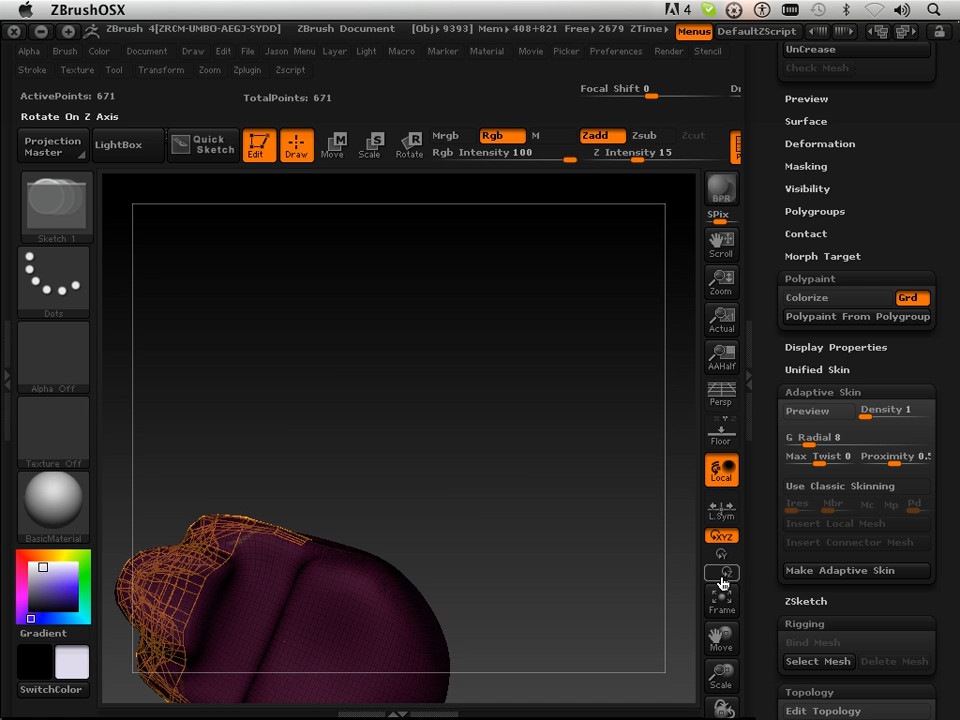 ZBrushOSX
4
ZBrush 4[ZRCM-UMBO-AEGJ-SYDD] ZBrush Document [Obj▸9393] Mem▸408+821 Free▸2679 ZTime▸ Menus DefaultZScript
Alpha Brush Color Document Draw Edit File Jason Menu Layer Light Macro Marker Material Movie Picker Preferences Render Stencil
Stroke Texture Tool Transform Zoom Zplugin Zscript
ActivePoints: 671
TotalPoints: 671
Focal Shift 0
Rotate On Z Axis
Projection
Master
LightBox
Quick
Sketch
Edit
Draw
Move
Scale
Rotate
Mrgb Rgb M Zadd Zsub Zcut
Rgb Intensity 100 Z Intensity 15
Sketch 1
Dots
Alpha Off
Texture Off
BasicMaterial
Gradient
SwitchColor
BPR
SPix
Scroll
Zoom
Actual
AAHalf
Persp
Floor
Local
L.Sym
XYZ
Frame
Move
Scale
UnCrease
Check Mesh
Preview
Surface
Deformation
Masking
Visibility
Polygroups
Contact
Morph Target
Polypaint
Colorize Grd
Polypaint From Polygroup
Display Properties
Unified Skin
Adaptive Skin
Preview Density 1
G Radial 8
Max Twist 0 Proximity 0.
Use Classic Skinning
Ires Mbr Mc Mp Pd
Insert Local Mesh
Insert Connector Mesh
Make Adaptive Skin
ZSketch
Rigging
Bind Mesh
Select Mesh Delete Mesh
Topology
Edit Topology